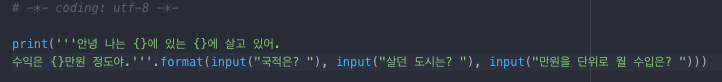 # -*- coding: utf-8 -*-
print('''안녕 나는 {}에 있는 {}에 살고 있어.
수익은 {}만원 정도야.'''.format(input("국적은? "), input("살던 도시는? "), input("만원을 단위로 월 수입은? ")))